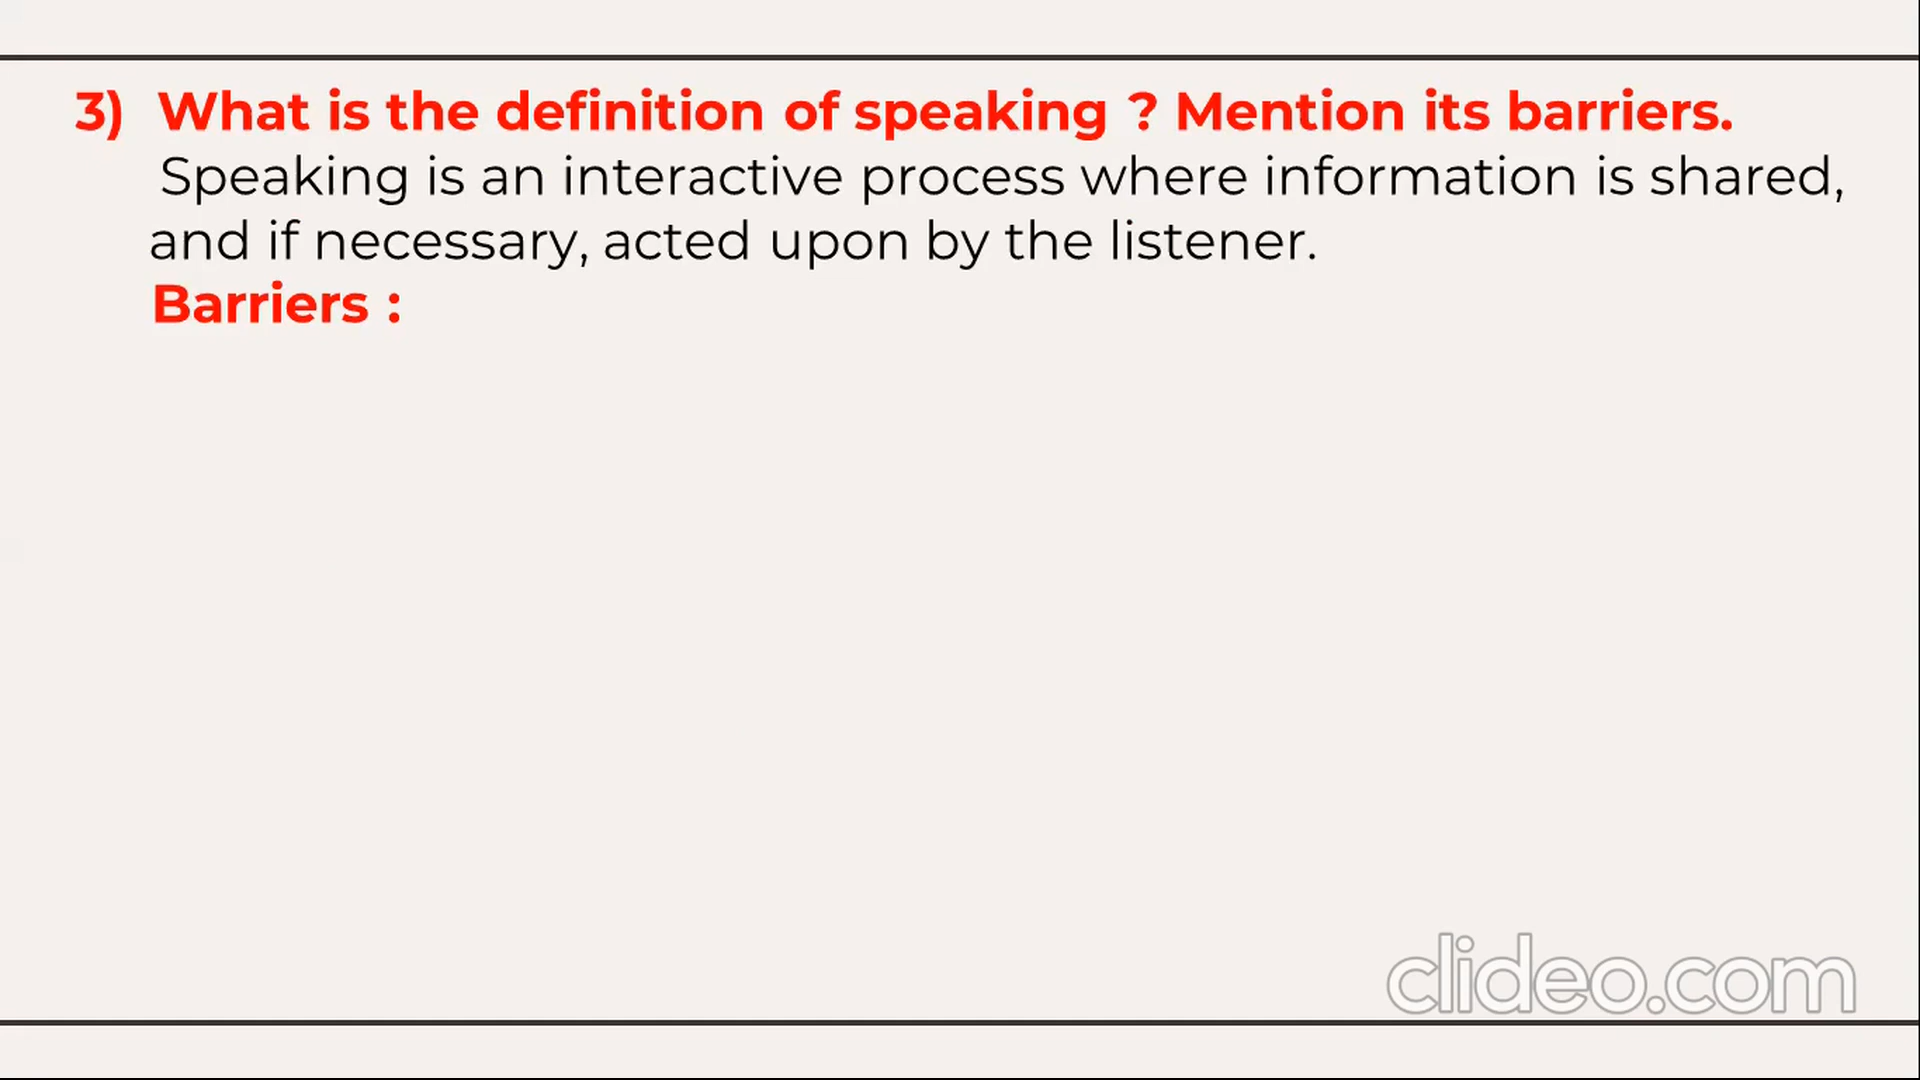 3) What is the definition of speaking ? Mention its barriers.
Speaking is an interactive process where information is shared,
and if necessary, acted upon by the listener.
Barriers :
clideo.com